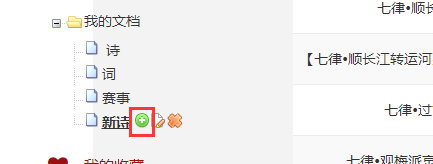 我的文档
诗
词
赛事
新诗
我的收藏
七律•顺长
【七律•顺长江转运河
七律•过
七律•观梅派京